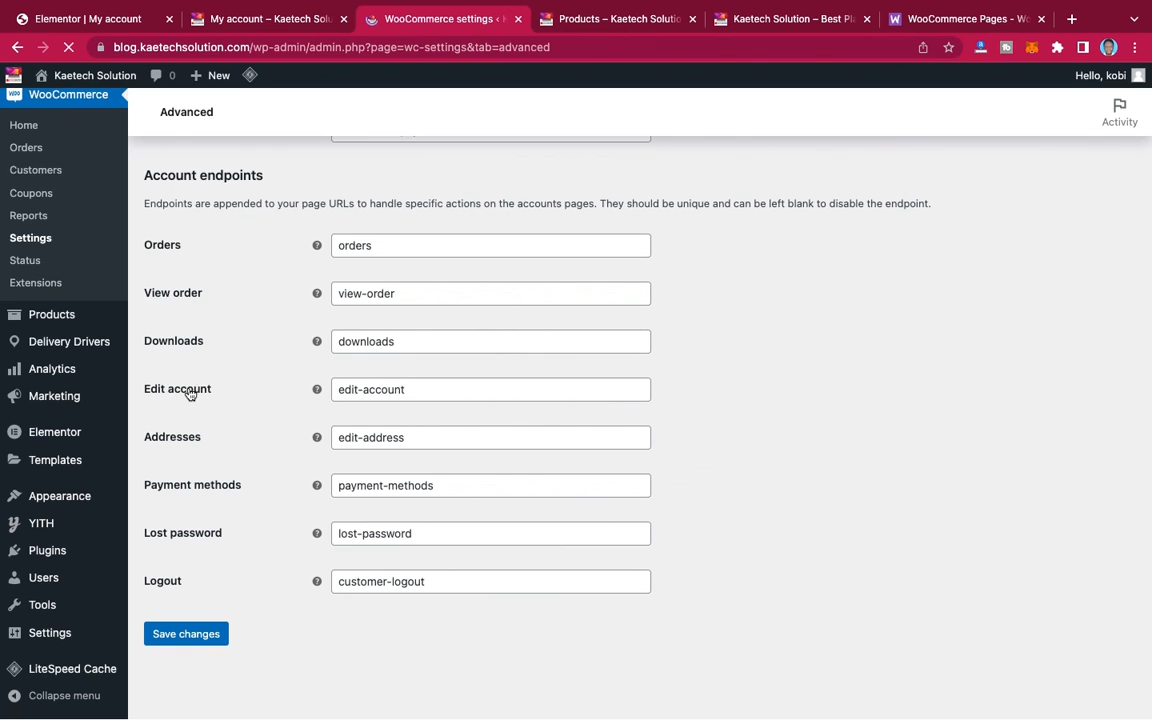 Elementor | My account
My account – Kaetech Solu
WooCommerce settings ‹
Products – Kaetech Solutio
Kaetech Solution – Best Pla
WooCommerce Pages - Wo
blog.kaetechsolution.com/wp-admin/admin.php?page=wc-settings&tab=advanced
Kaetech Solution
0
New
Hello, kobi
WooCommerce
Home
Orders
Customers
Coupons
Reports
Settings
Status
Extensions
Products
Delivery Drivers
Analytics
Marketing
Elementor
Templates
Appearance
YITH
Plugins
Users
Tools
Settings
LiteSpeed Cache
Collapse menu
Advanced
Activity
Account endpoints
Endpoints are appended to your page URLs to handle specific actions on the accounts pages. They should be unique and can be left blank to disable the endpoint.
Orders
orders
View order
view-order
Downloads
downloads
Edit account
edit-account
Addresses
edit-address
Payment methods
payment-methods
Lost password
lost-password
Logout
customer-logout
Save changes